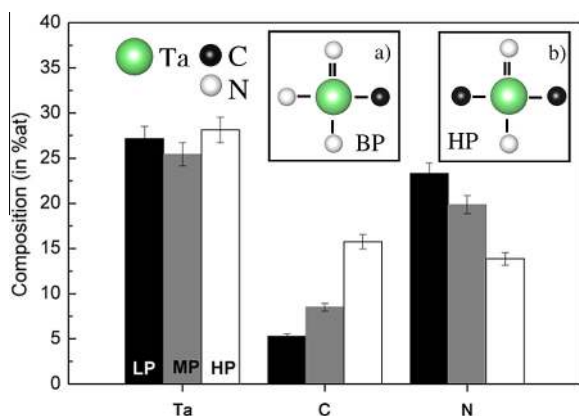 Composition (in %at)
40
35
30
25
20
15
10
5
0
Ta
C
N
a)
BP
b)
HP
LP MP HP
Ta C N